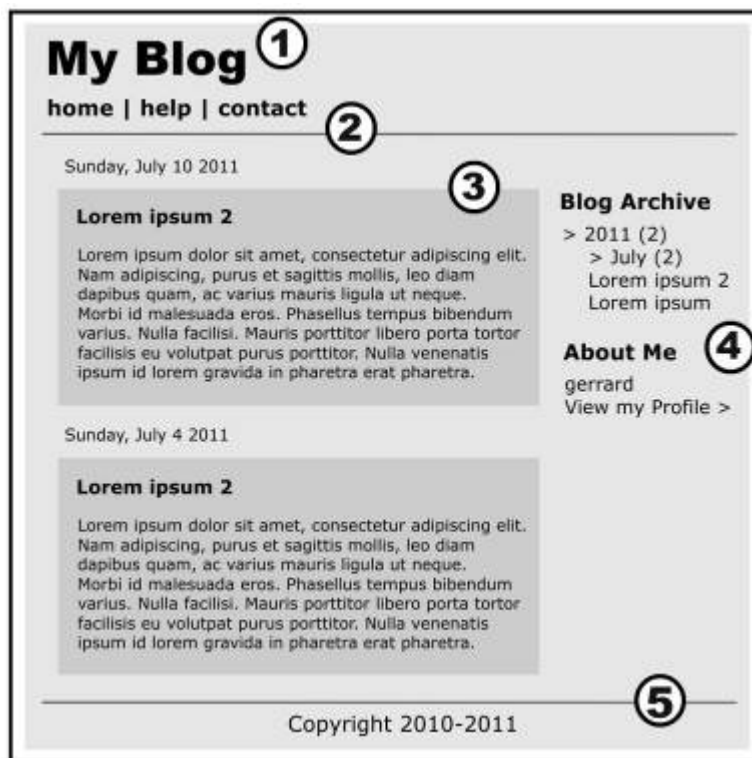 My Blog
1
home | help | contact
2
Sunday, July 10 2011
3
Lorem ipsum 2
Lorem ipsum dolor sit amet, consectetur adipiscing elit.
Nam adipiscing, purus et sagittis mollis, leo diam
dapibus quam, ac varius mauris ligula ut neque.
Morbi id malesuada eros. Phasellus tempus bibendum
varius. Nulla facilisi. Mauris porttitor libero porta tortor
facilisis eu volutpat purus porttitor. Nulla venenatis
ipsum id lorem gravida in pharetra erat pharetra.
Sunday, July 4 2011
Lorem ipsum 2
Lorem ipsum dolor sit amet, consectetur adipiscing elit.
Nam adipiscing, purus et sagittis mollis, leo diam
dapibus quam, ac varius mauris ligula ut neque.
Morbi id malesuada eros. Phasellus tempus bibendum
varius. Nulla facilisi. Mauris porttitor libero porta tortor
facilisis eu volutpat purus porttitor. Nulla venenatis
ipsum id lorem gravida in pharetra erat pharetra.
Blog Archive
> 2011 (2)
> July (2)
Lorem ipsum 2
Lorem ipsum
About Me
4
gerrard
View my Profile >
5
Copyright 2010-2011